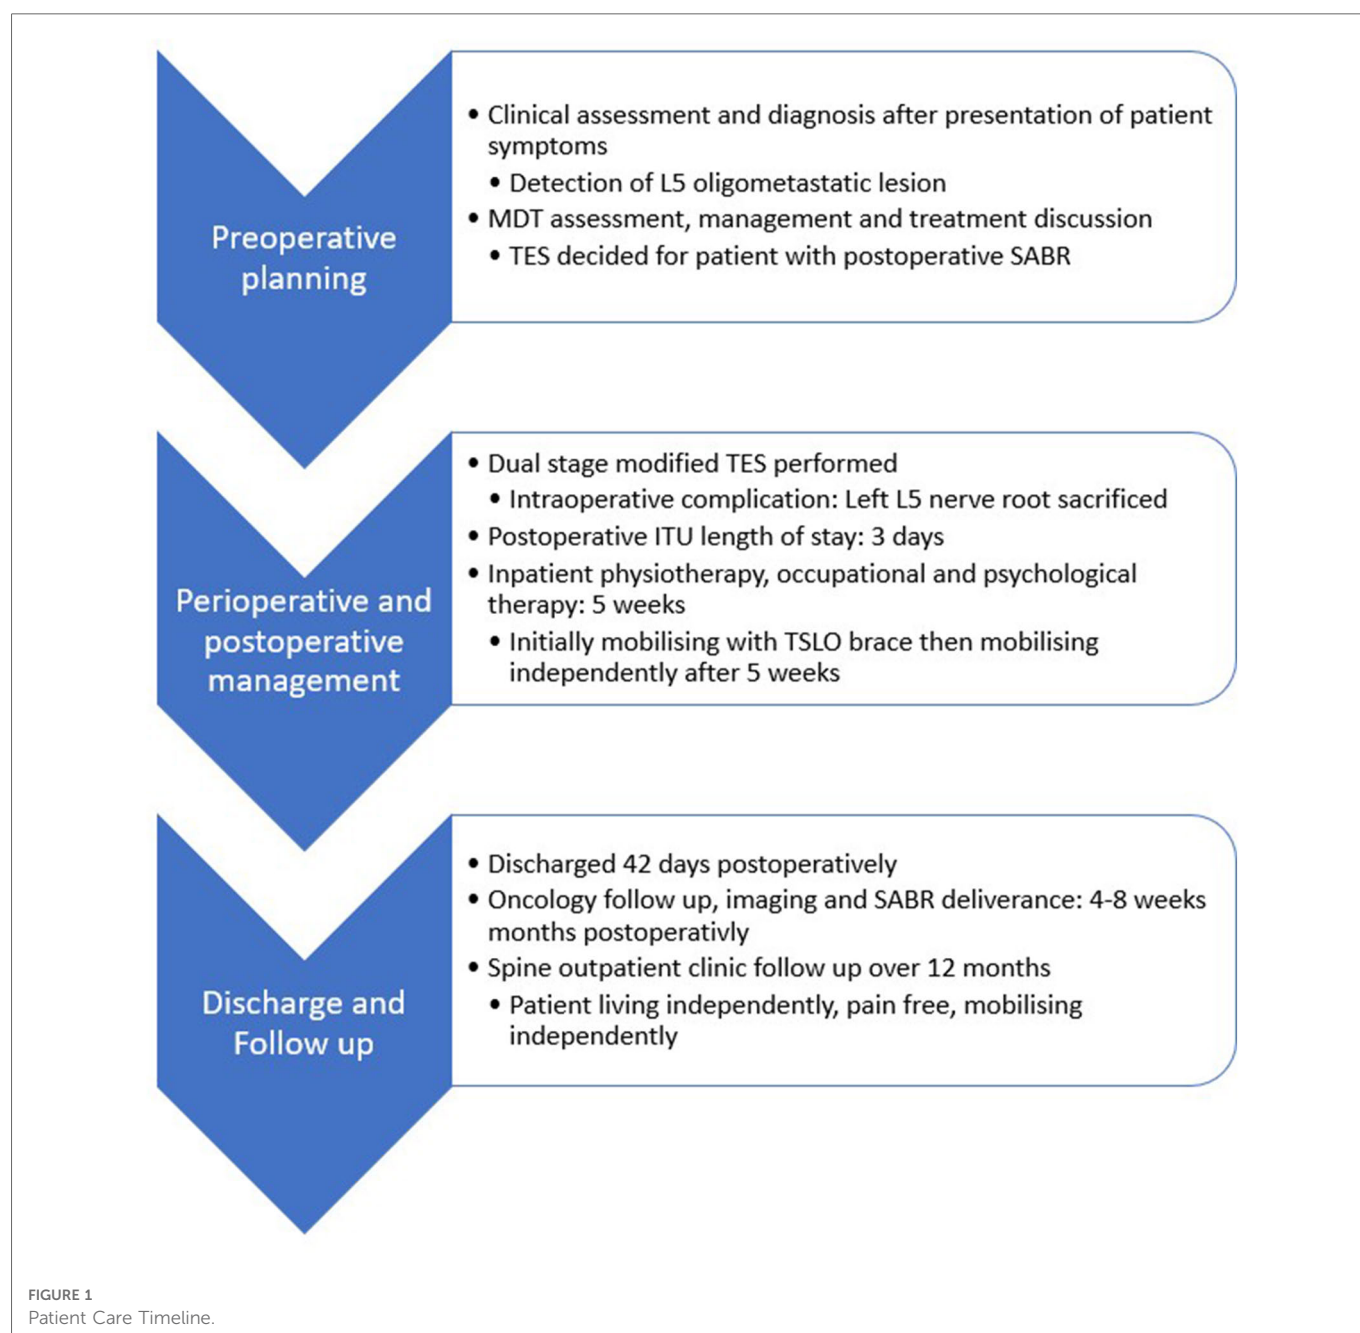 Preoperative
planning
• Clinical assessment and diagnosis after presentation of patient
symptoms
• Detection of L5 oligometastatic lesion
• MDT assessment, management and treatment discussion
• TES decided for patient with postoperative SABR
Perioperative and
postoperative
management
• Dual stage modified TES performed
• Intraoperative complication: Left L5 nerve root sacrificed
• Postoperative ITU length of stay: 3 days
• Inpatient physiotherapy, occupational and psychological
therapy: 5 weeks
• Initially mobilising with TSLO brace then mobilising
independently after 5 weeks
Discharge and
Follow up
• Discharged 42 days postoperatively
• Oncology follow up, imaging and SABR deliverance: 4-8 weeks
months postoperativly
• Spine outpatient clinic follow up over 12 months
• Patient living independently, pain free, mobilising
independently
FIGURE 1
Patient Care Timeline.